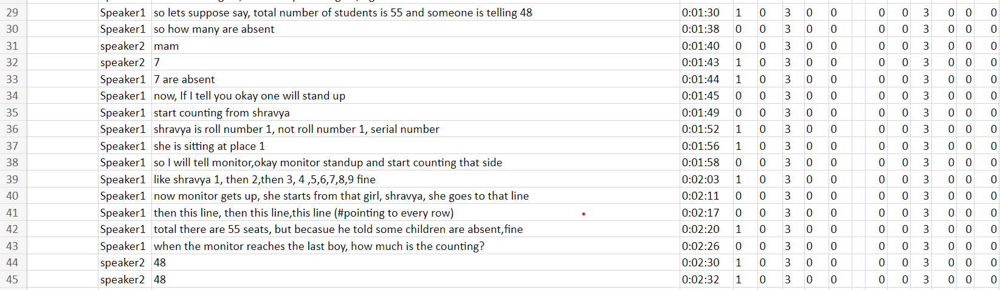 29 Speaker1 so lets suppose say, total number of students is 55 and someone is telling 48 0:01:30 1 0 3 0 0 0 0 3 0 0 0
30 Speaker1 so how many are absent 0:01:38 0 0 3 0 0 0 0 3 0 0 0
31 speaker2 mam 0:01:40 0 0 3 0 0 0 0 3 0 0 0
32 speaker2 7 0:01:43 1 0 3 0 0 0 0 3 0 0 0
33 Speaker1 7 are absent 0:01:44 1 0 3 0 0 0 0 3 0 0 0
34 Speaker1 now, If I tell you okay one will stand up 0:01:45 0 0 3 0 0 0 0 3 0 0 0
35 Speaker1 start counting from shravya 0:01:49 0 0 3 0 0 0 0 3 0 0 0
36 Speaker1 shravya is roll number 1, not roll number 1, serial number 0:01:52 1 0 3 0 0 0 0 3 0 0 0
37 Speaker1 she is sitting at place 1 0:01:56 1 0 3 0 0 0 0 3 0 0 0
38 Speaker1 so I will tell monitor,okay monitor standup and start counting that side 0:01:58 0 0 3 0 0 0 0 3 0 0 0
39 Speaker1 like shravya 1, then 2,then 3, 4 ,5,6,7,8,9 fine 0:02:03 1 0 3 0 0 0 0 3 0 0 0
40 Speaker1 now monitor gets up, she starts from that girl, shravya, she goes to that line 0:02:11 0 0 3 0 0 0 0 3 0 0 0
41 Speaker1 then this line, then this line,this line (#pointing to every row) 0:02:17 0 0 3 0 0 0 0 3 0 0 0
42 Speaker1 total there are 55 seats, but becasue he told some children are absent,fine 0:02:20 1 0 3 0 0 0 0 3 0 0 0
43 Speaker1 when the monitor reaches the last boy, how much is the counting? 0:02:26 0 0 3 0 0 0 0 3 0 0 0
44 speaker2 48 0:02:30 1 0 3 0 0 0 0 3 0 0 0
45 speaker2 48 0:02:32 1 0 3 0 0 0 0 3 0 0 0